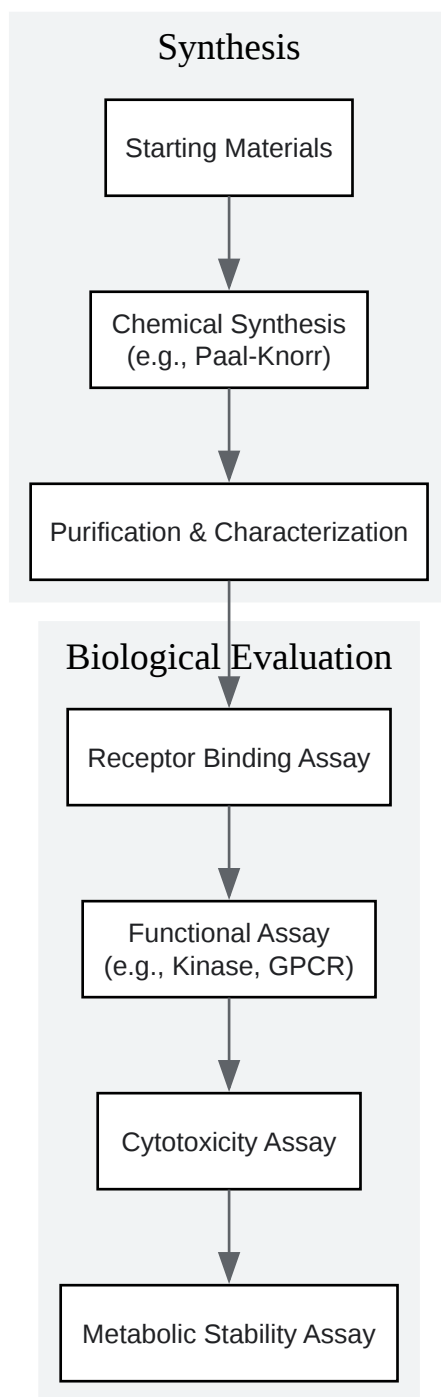 Synthesis
Starting Materials
Chemical Synthesis
(e.g., Paal-Knorr)
Purification & Characterization
Biological Evaluation
Receptor Binding Assay
Functional Assay
(e.g., Kinase, GPCR)
Cytotoxicity Assay
Metabolic Stability Assay